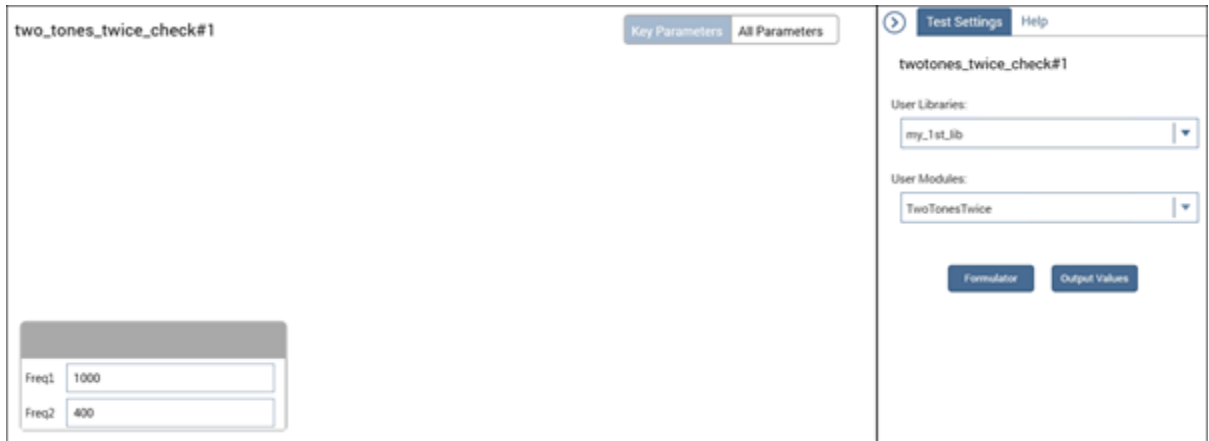 two_tones_twice_check#1
Key Parameters
All Parameters
Freq1 1000
Freq2 400
Test Settings
Help
twotones_twice_check#1
User Libraries:
my_1st_lib
User Modules:
TwoTonesTwice
Formulator
Output Values